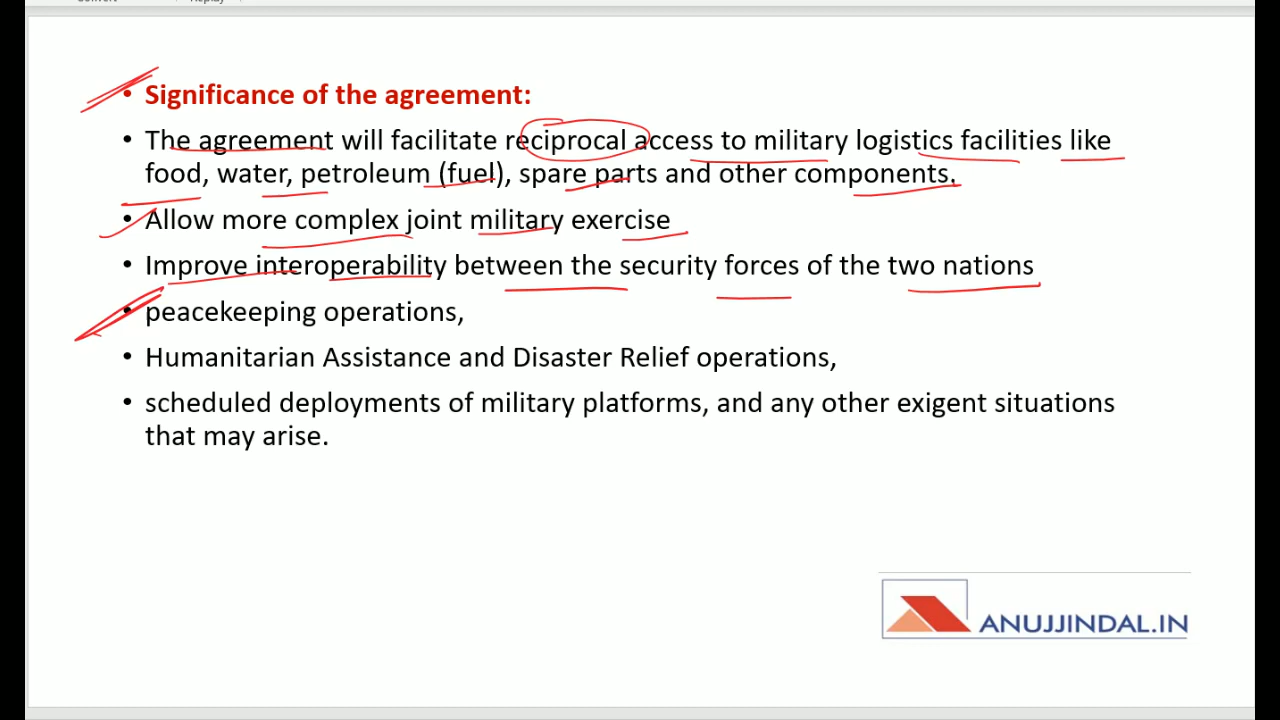 • Significance of the agreement:
• The agreement will facilitate reciprocal access to military logistics facilities like
food, water, petroleum (fuel), spare parts and other components.
• Allow more complex joint military exercise
• Improve interoperability between the security forces of the two nations
• peacekeeping operations,
• Humanitarian Assistance and Disaster Relief operations,
• scheduled deployments of military platforms, and any other exigent situations
that may arise.
ANUJJINDAL.IN